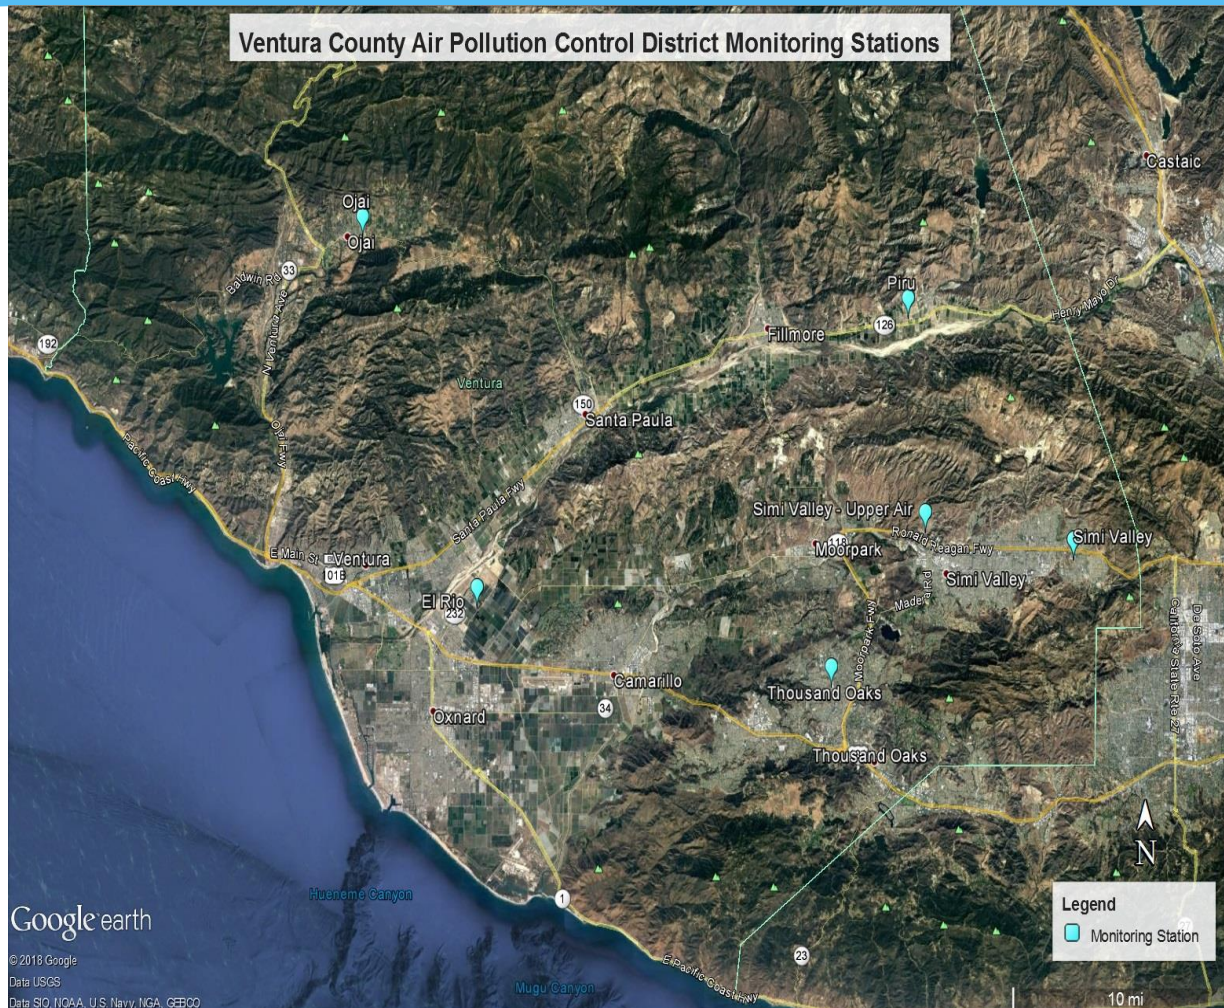 Ventura County Air Pollution Control District Monitoring Stations
Castaic
Ojai
Ojai
Baldwin Rd
33
N Ventura Ave
Piru
Henry Mayo Dr
126
Fillmore
192
Ventura
150
Santa Paula
Pacific Coast Hwy
Ojai Fwy
Santa Paula Fwy
Simi Valley - Upper Air
118
Ronald Reagan Fwy
Simi Valley
Moorpark
E Main St
Ventura
Simi Valley
El Rio
232
Moorpark Fwy
California State Rte 27
De Soto Ave
Camarillo
Thousand Oaks
34
Oxnard
Thousand Oaks
N
Hueneme Canyon
1
Legend
Monitoring Station
Google earth
© 2018 Google
Data USGS
Data SIO, NOAA, U.S. Navy, NGA, GEBCO
23
E Pacific Coast Hwy
Mugu Canyon
10 mi